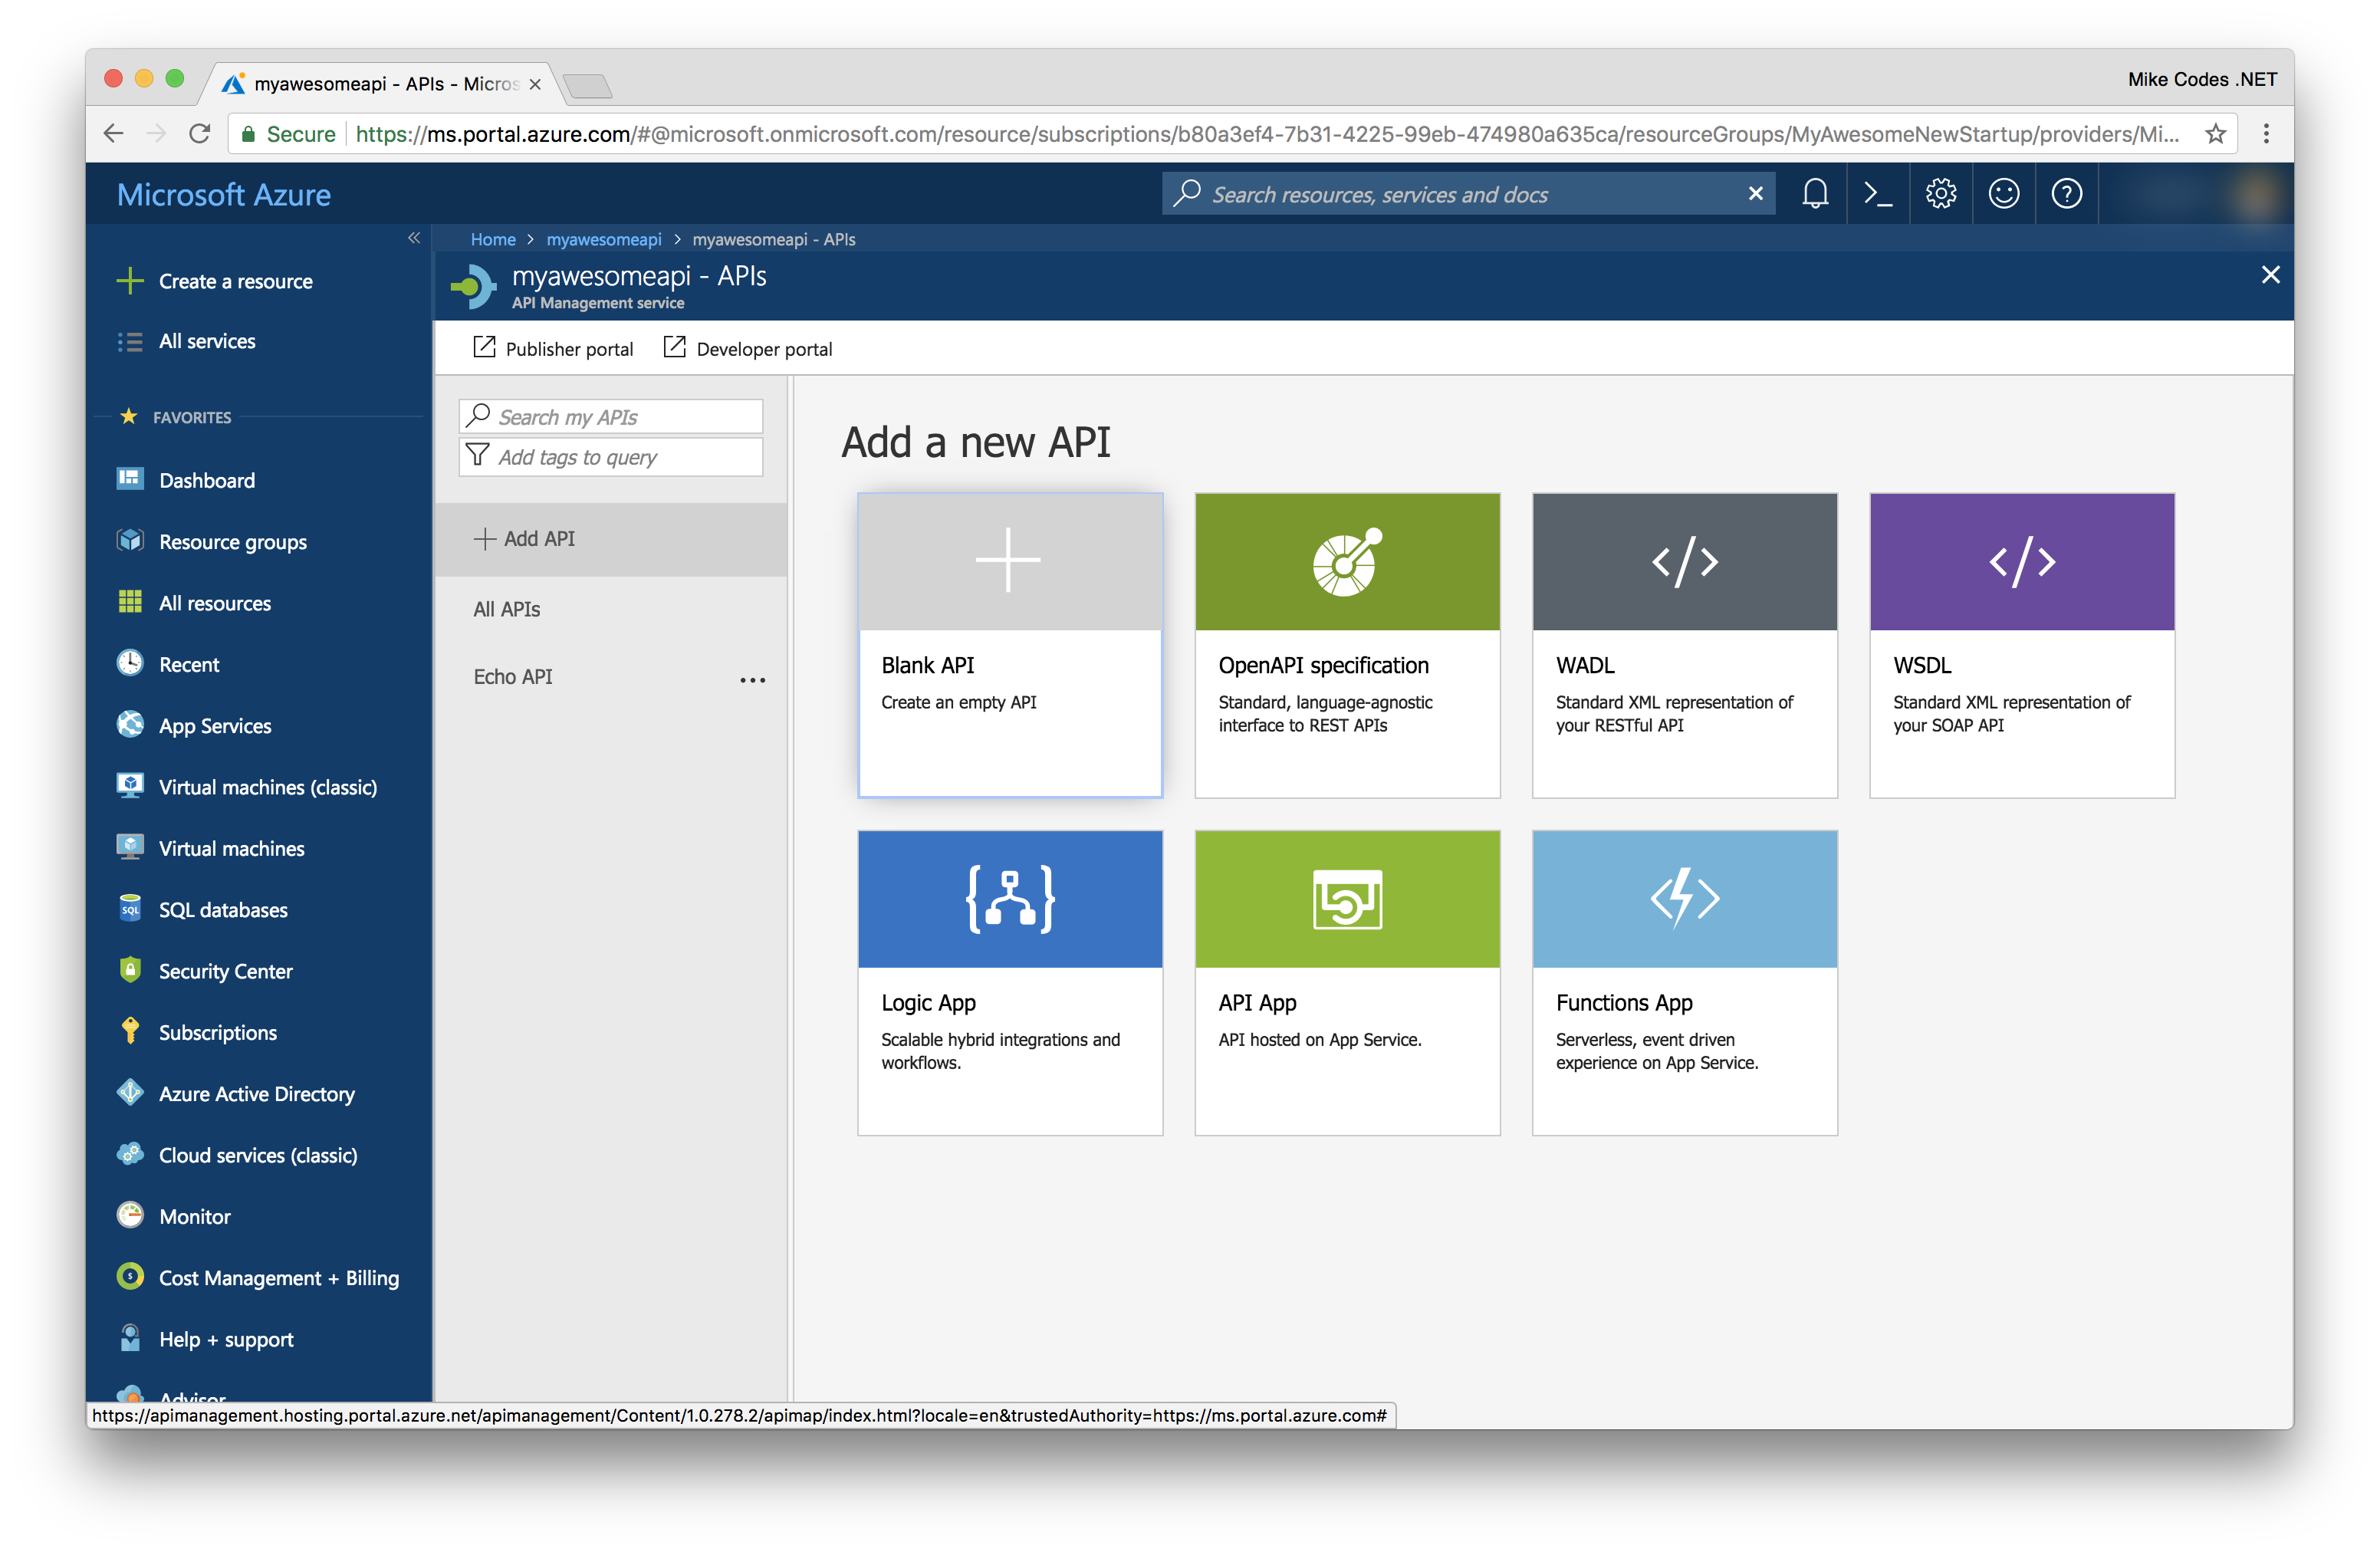 myawesomeapi - APIs - Micros
Mike Codes .NET
Secure
https://ms.portal.azure.com/#@microsoft.onmicrosoft.com/resource/subscriptions/b80a3ef4-7b31-4225-99eb-474980a635ca/resourceGroups/MyAwesomeNewStartup/providers/Mi...
Microsoft Azure
Search resources, services and docs
Home > myawesomeapi > myawesomeapi - APIs
myawesomeapi - APIs
API Management service
Create a resource
All services
FAVORITES
Dashboard
Resource groups
All resources
Recent
App Services
Virtual machines (classic)
Virtual machines
SQL
SQL databases
Security Center
Subscriptions
Azure Active Directory
Cloud services (classic)
Monitor
Cost Management + Billing
Help + support
Advisor
Publisher portal
Developer portal
Search my APIs
Add tags to query
Add API
All APIs
Echo API
Add a new API
Blank API
Create an empty API
OpenAPI specification
Standard, language-agnostic
interface to REST APIs
WADL
Standard XML representation of
your RESTful API
WSDL
Standard XML representation of
your SOAP API
Logic App
Scalable hybrid integrations and
workflows.
API App
API hosted on App Service.
Functions App
Serverless, event driven
experience on App Service.
https://apimanagement.hosting.portal.azure.net/apimanagement/Content/1.0.278.2/apimap/index.html?locale=en&trustedAuthority=https://ms.portal.azure.com#